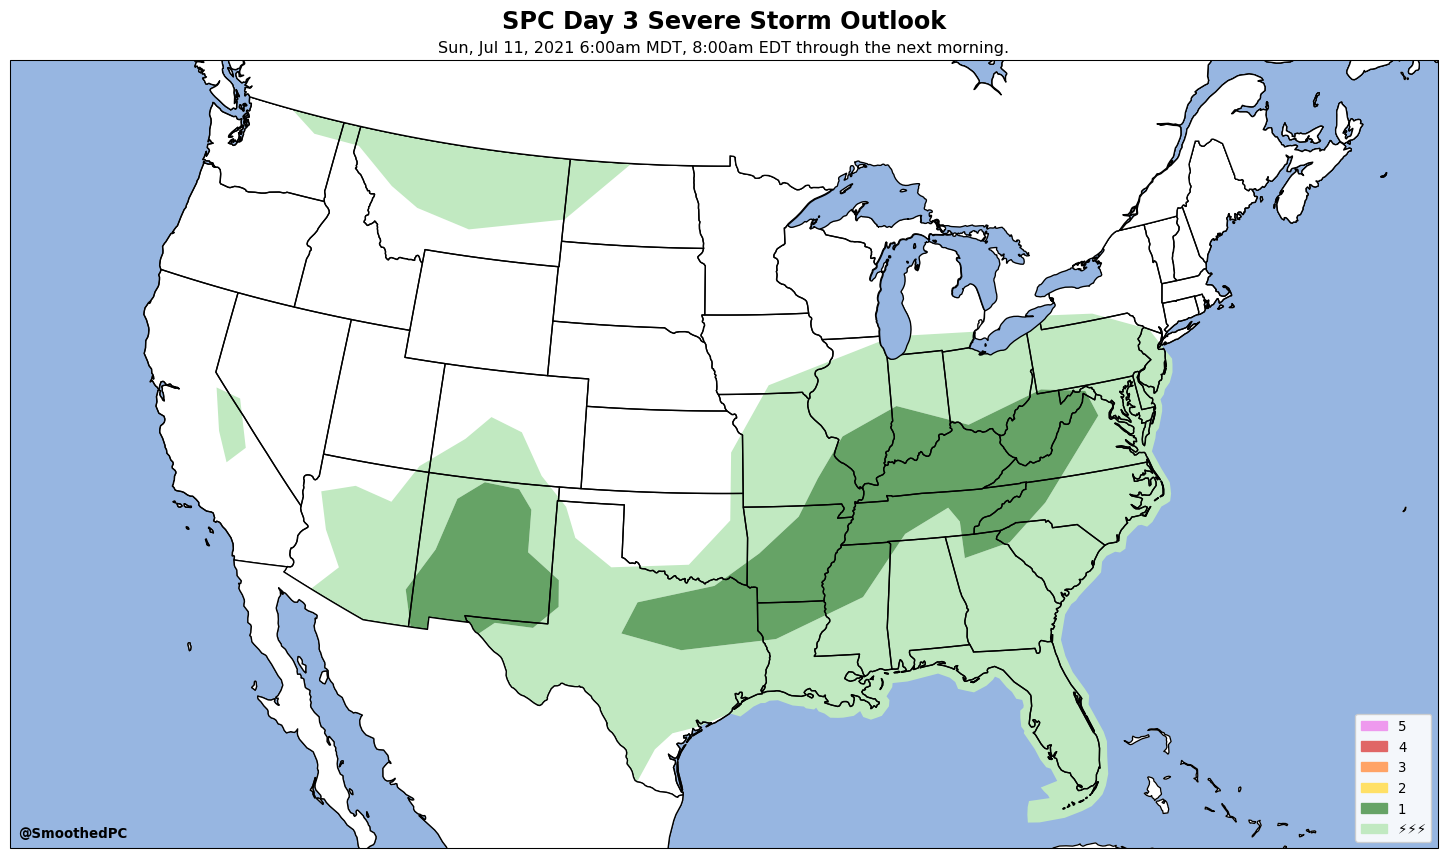 SPC Day 3 Severe Storm Outlook
Sun, Jul 11, 2021 6:00am MDT, 8:00am EDT through the next morning.
5
4
3
2
1
⚡⚡⚡
@SmoothedPC